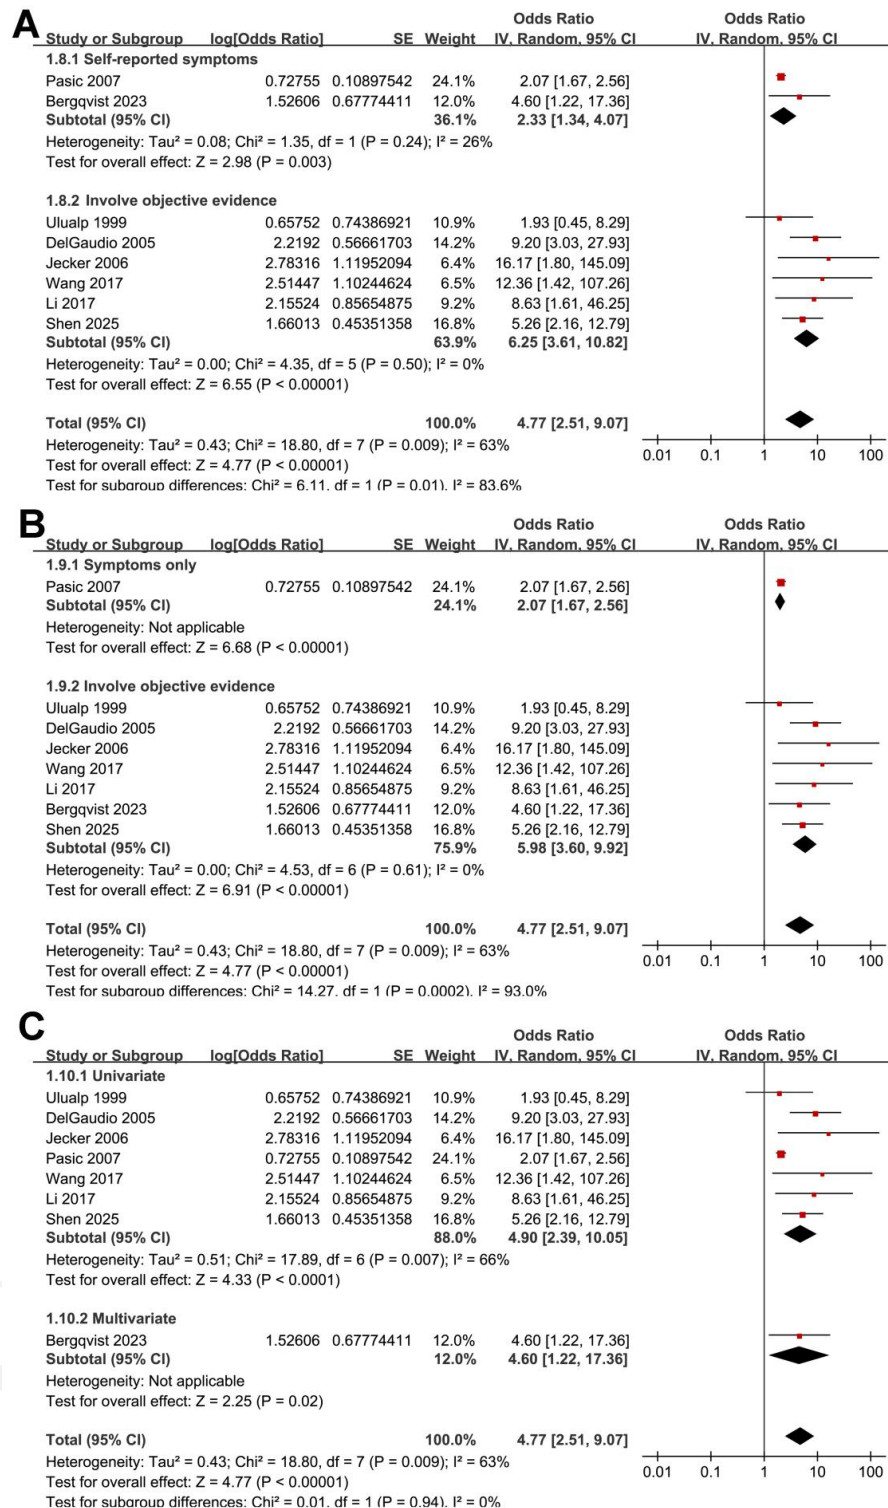 A
Odds Ratio Odds Ratio
Study or Subgroup log[Odds Ratio] SE Weight IV, Random, 95% CI IV, Random, 95% CI
1.8.1 Self-reported symptoms
Pasic 2007 0.72755 0.10897542 24.1% 2.07 [1.67, 2.56]
Bergqvist 2023 1.52606 0.67774411 12.0% 4.60 [1.22, 17.36]
Subtotal (95% CI) 36.1% 2.33 [1.34, 4.07]
Heterogeneity: Tau² = 0.08; Chi² = 1.35, df = 1 (P = 0.24); I² = 26%
Test for overall effect: Z = 2.98 (P = 0.003)
1.8.2 Involve objective evidence
Ulualp 1999 0.65752 0.74386921 10.9% 1.93 [0.45, 8.29]
DelGaudio 2005 2.2192 0.56661703 14.2% 9.20 [3.03, 27.93]
Jecker 2006 2.78316 1.11952094 6.4% 16.17 [1.80, 145.09]
Wang 2017 2.51447 1.10244624 6.5% 12.36 [1.42, 107.26]
Li 2017 2.15524 0.85654875 9.2% 8.63 [1.61, 46.25]
Shen 2025 1.66013 0.45351358 16.8% 5.26 [2.16, 12.79]
Subtotal (95% CI) 63.9% 6.25 [3.61, 10.82]
Heterogeneity: Tau² = 0.00; Chi² = 4.35, df = 5 (P = 0.50); I² = 0%
Test for overall effect: Z = 6.55 (P < 0.00001)
Total (95% CI) 100.0% 4.77 [2.51, 9.07]
Heterogeneity: Tau² = 0.43; Chi² = 18.80, df = 7 (P = 0.009); I² = 63%
Test for overall effect: Z = 4.77 (P < 0.00001)
Test for subgroup differences: Chi² = 6.11, df = 1 (P = 0.01), I² = 83.6%
0.01 0.1 1 10 100
B
Odds Ratio Odds Ratio
Study or Subgroup log[Odds Ratio] SE Weight IV, Random, 95% CI IV, Random, 95% CI
1.9.1 Symptoms only
Pasic 2007 0.72755 0.10897542 24.1% 2.07 [1.67, 2.56]
Subtotal (95% CI) 24.1% 2.07 [1.67, 2.56]
Heterogeneity: Not applicable
Test for overall effect: Z = 6.68 (P < 0.00001)
1.9.2 Involve objective evidence
Ulualp 1999 0.65752 0.74386921 10.9% 1.93 [0.45, 8.29]
DelGaudio 2005 2.2192 0.56661703 14.2% 9.20 [3.03, 27.93]
Jecker 2006 2.78316 1.11952094 6.4% 16.17 [1.80, 145.09]
Wang 2017 2.51447 1.10244624 6.5% 12.36 [1.42, 107.26]
Li 2017 2.15524 0.85654875 9.2% 8.63 [1.61, 46.25]
Bergqvist 2023 1.52606 0.67774411 12.0% 4.60 [1.22, 17.36]
Shen 2025 1.66013 0.45351358 16.8% 5.26 [2.16, 12.79]
Subtotal (95% CI) 75.9% 5.98 [3.60, 9.92]
Heterogeneity: Tau² = 0.00; Chi² = 4.53, df = 6 (P = 0.61); I² = 0%
Test for overall effect: Z = 6.91 (P < 0.00001)
Total (95% CI) 100.0% 4.77 [2.51, 9.07]
Heterogeneity: Tau² = 0.43; Chi² = 18.80, df = 7 (P = 0.009); I² = 63%
Test for overall effect: Z = 4.77 (P < 0.00001)
Test for subgroup differences: Chi² = 14.27, df = 1 (P = 0.0002), I² = 93.0%
0.01 0.1 1 10 100
C
Odds Ratio Odds Ratio
Study or Subgroup log[Odds Ratio] SE Weight IV, Random, 95% CI IV, Random, 95% CI
1.10.1 Univariate
Ulualp 1999 0.65752 0.74386921 10.9% 1.93 [0.45, 8.29]
DelGaudio 2005 2.2192 0.56661703 14.2% 9.20 [3.03, 27.93]
Jecker 2006 2.78316 1.11952094 6.4% 16.17 [1.80, 145.09]
Pasic 2007 0.72755 0.10897542 24.1% 2.07 [1.67, 2.56]
Wang 2017 2.51447 1.10244624 6.5% 12.36 [1.42, 107.26]
Li 2017 2.15524 0.85654875 9.2% 8.63 [1.61, 46.25]
Shen 2025 1.66013 0.45351358 16.8% 5.26 [2.16, 12.79]
Subtotal (95% CI) 88.0% 4.90 [2.39, 10.05]
Heterogeneity: Tau² = 0.51; Chi² = 17.89, df = 6 (P = 0.007); I² = 66%
Test for overall effect: Z = 4.33 (P < 0.0001)
1.10.2 Multivariate
Bergqvist 2023 1.52606 0.67774411 12.0% 4.60 [1.22, 17.36]
Subtotal (95% CI) 12.0% 4.60 [1.22, 17.36]
Heterogeneity: Not applicable
Test for overall effect: Z = 2.25 (P = 0.02)
Total (95% CI) 100.0% 4.77 [2.51, 9.07]
Heterogeneity: Tau² = 0.43; Chi² = 18.80, df = 7 (P = 0.009); I² = 63%
Test for overall effect: Z = 4.77 (P < 0.00001)
Test for subgroup differences: Chi² = 0.01, df = 1 (P = 0.94), I² = 0%
0.01 0.1 1 10 100